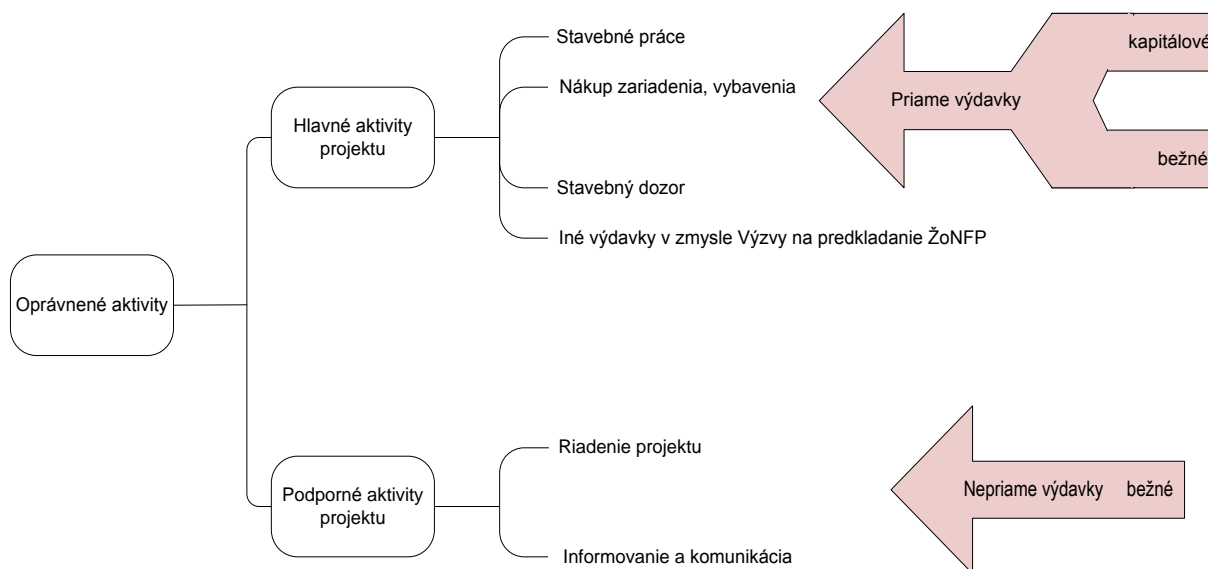 Stavebné práce
Nákup zariadenia, vybavenia
Hlavné aktivity
projektu
Stavebný dozor
Iné výdavky v zmysle Výzvy na predkladanie ŽoNFP
Priame výdavky
kapitálové
bežné
Oprávnené aktivity
Riadenie projektu
Podporné aktivity
projektu
Informovanie a komunikácia
Nepriame výdavky bežné